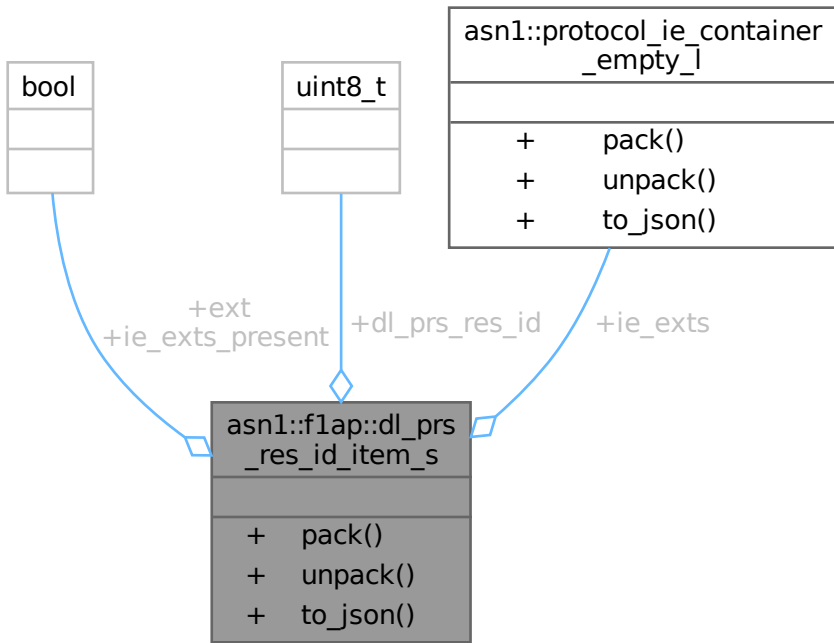 asn1::protocol_ie_container
_empty_l
+ pack()
+ unpack()
+ to_json()
bool
uint8_t
+ext
+ie_exts_present
+dl_prs_res_id
+ie_exts
asn1::f1ap::dl_prs
_res_id_item_s
+ pack()
+ unpack()
+ to_json()